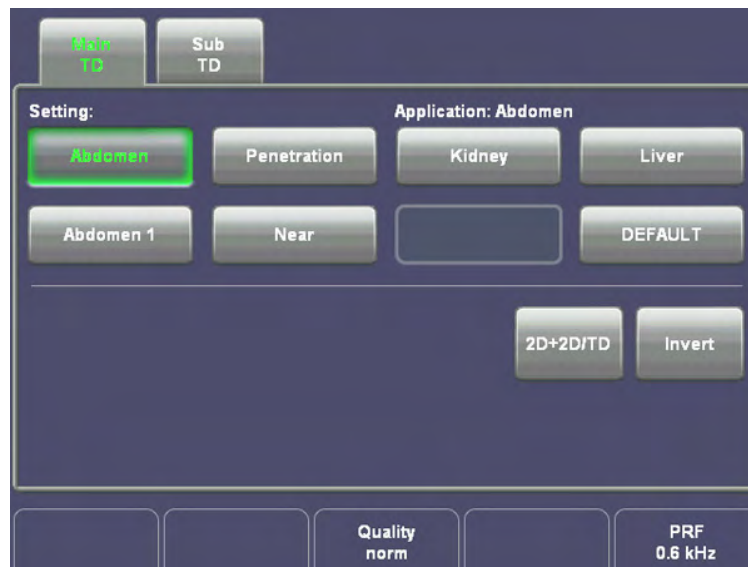 Main
TD
Sub
TD
Setting:
Application: Abdomen
Abdomen
Penetration
Kidney
Liver
Abdomen 1
Near
DEFAULT
2D+2D/TD
Invert
Quality
norm
PRF
0.6 kHz